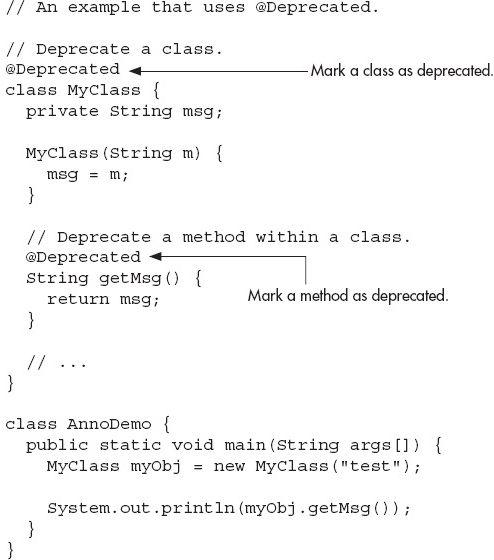 // An example that uses @Deprecated.

// Deprecate a class.
@Deprecated Mark a class as deprecated.
class MyClass {
  private String msg;

  MyClass(String m) {
    msg = m;
  }

  // Deprecate a method within a class.
  @Deprecated
  String getMsg() {
    return msg; Mark a method as deprecated.
  }

  // ...
}

class AnnoDemo {
  public static void main(String args[]) {
    MyClass myObj = new MyClass("test");

    System.out.println(myObj.getMsg());
  }
}